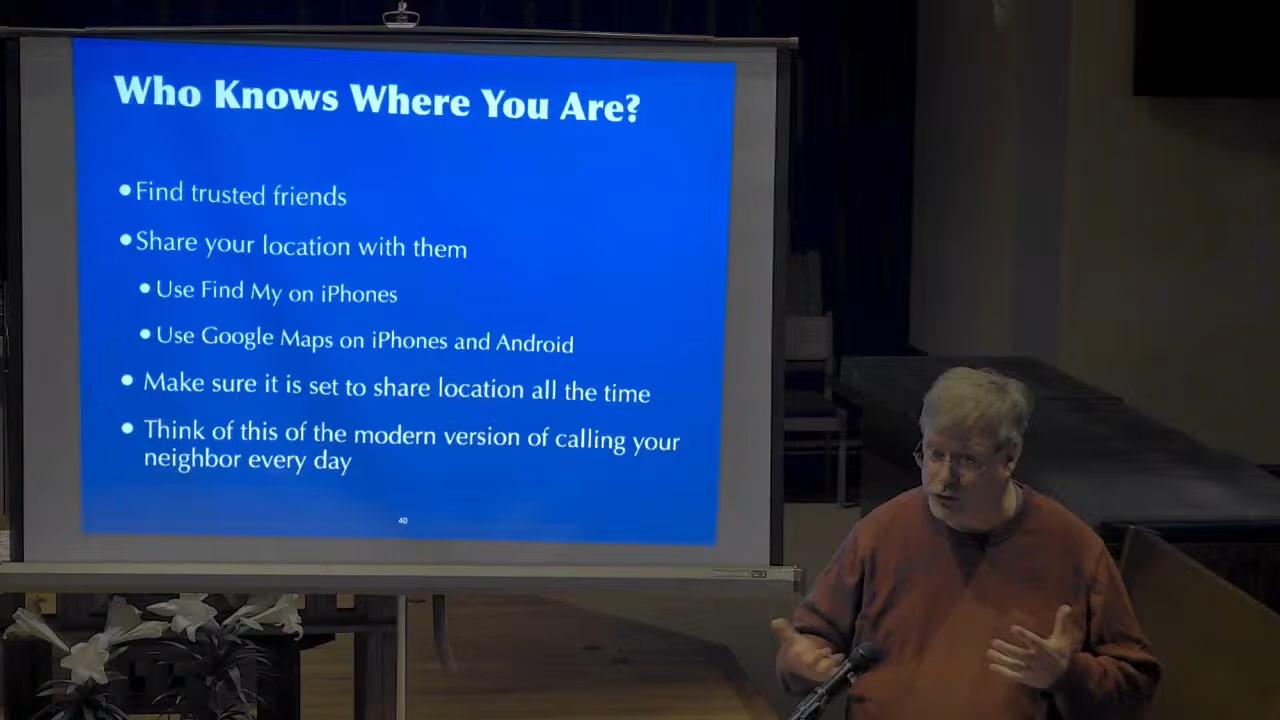 Who Knows Where You Are?
• Find trusted friends
• Share your location with them
• Use Find My on iPhones
• Use Google Maps on iPhones and Android
• Make sure it is set to share location all the time
• Think of this of the modern version of calling your
neighbor every day
40